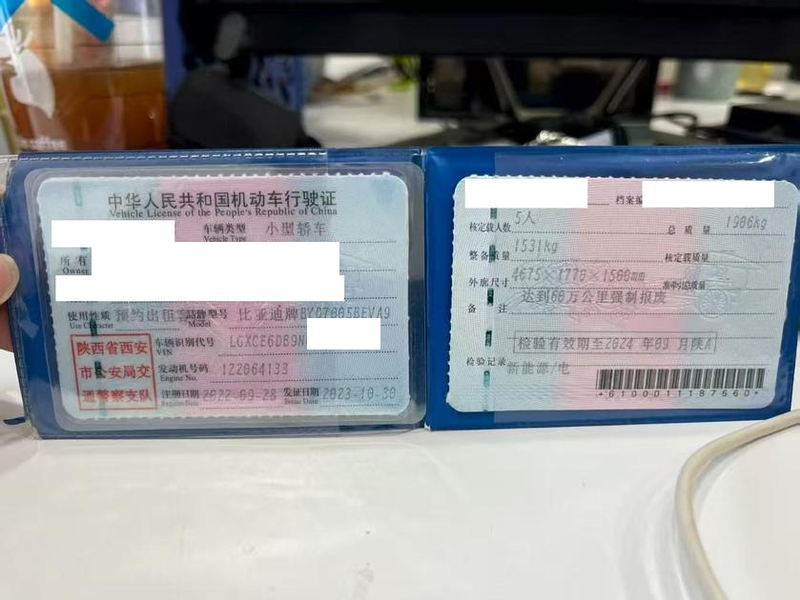 中华人民共和国机动车行驶证
Vehicle License of the People's Republic of China
车辆类型 小型轿车
Vehicle Type
所有
Owner
使用性质 预约出租 品牌型号 比亚迪牌BYD7005BEVA9
Use Character Model
陕西省西安
市公安局交
通警察支队
车辆识别代号 LGXCE6D89N
VIN
发动机号码 122064133
Engine No.
注册日期 2022-09-28 发证日期 2023-10-30
Register Date Issue Date
档案编
核定载人数 5人 总质量 1906kg
整备质量 1531kg 核定载质量
外廓尺寸 4675×1770×1500mm 准牵引总质量
备注 达到60万公里强制报废
检验有效期至2024年09月陕A
检验记录
新能源/电
*6100011187560*